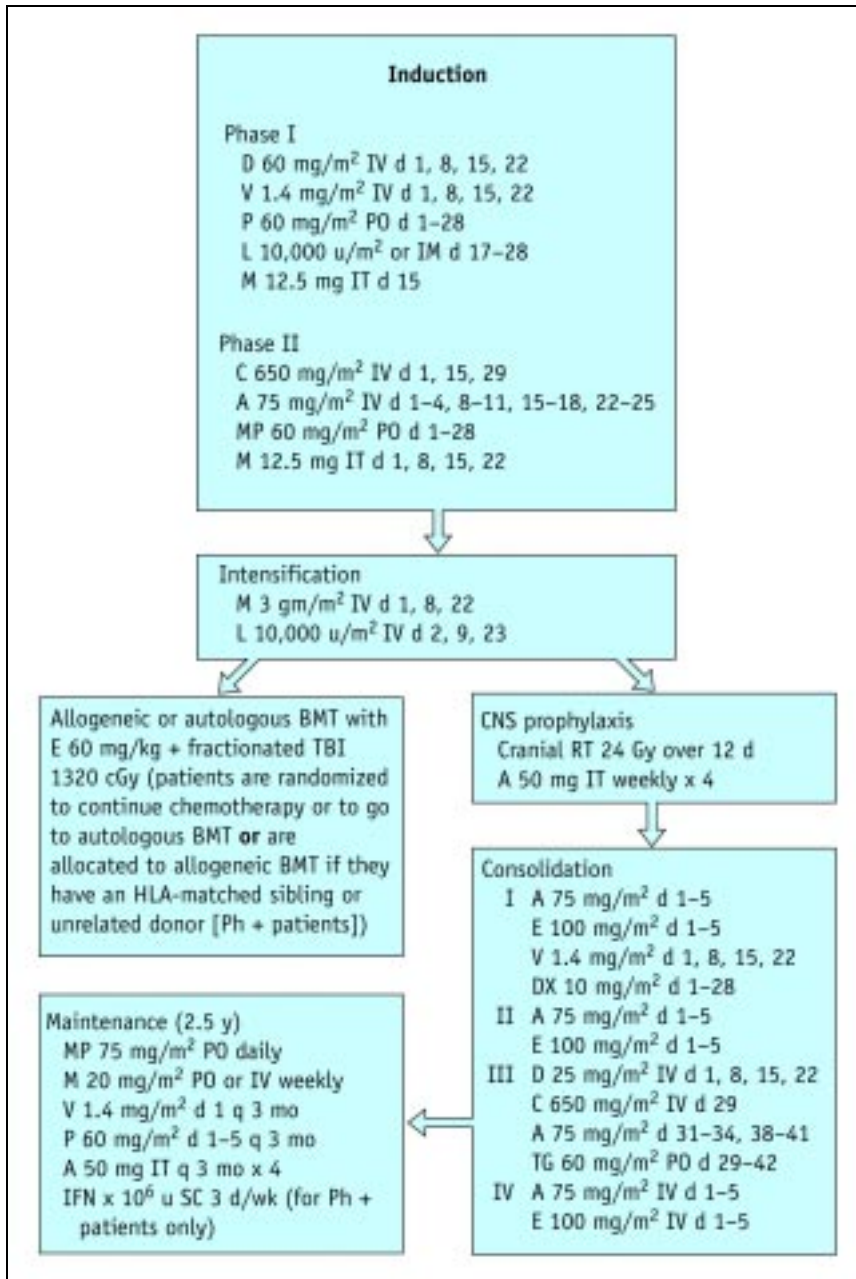 Induction
Phase I
D 60 mg/m² IV d 1, 8, 15, 22
V 1.4 mg/m² IV d 1, 8, 15, 22
P 60 mg/m² PO d 1–28
L 10,000 u/m² or IM d 17–28
M 12.5 mg IT d 15
Phase II
C 650 mg/m² IV d 1, 15, 29
A 75 mg/m² IV d 1–4, 8–11, 15–18, 22–25
MP 60 mg/m² PO d 1–28
M 12.5 mg IT d 1, 8, 15, 22
Intensification
M 3 gm/m² IV d 1, 8, 22
L 10,000 u/m² IV d 2, 9, 23
Allogeneic or autologous BMT with
E 60 mg/kg + fractionated TBI
1320 cGy (patients are randomized
to continue chemotherapy or to go
to autologous BMT or are
allocated to allogeneic BMT if they
have an HLA-matched sibling or
unrelated donor [Ph + patients])
CNS prophylaxis
Cranial RT 24 Gy over 12 d
A 50 mg IT weekly x 4
Consolidation
I A 75 mg/m² d 1–5
E 100 mg/m² d 1–5
V 1.4 mg/m² d 1, 8, 15, 22
DX 10 mg/m² d 1–28
II A 75 mg/m² d 1–5
E 100 mg/m² d 1–5
III D 25 mg/m² IV d 1, 8, 15, 22
C 650 mg/m² IV d 29
A 75 mg/m² d 31–34, 38–41
TG 60 mg/m² PO d 29–42
IV A 75 mg/m² IV d 1–5
E 100 mg/m² IV d 1–5
Maintenance (2.5 y)
MP 75 mg/m² PO daily
M 20 mg/m² PO or IV weekly
V 1.4 mg/m² d 1 q 3 mo
P 60 mg/m² d 1–5 q 3 mo
A 50 mg IT q 3 mo x 4
IFN x 10⁶ u SC 3 d/wk (for Ph +
patients only)